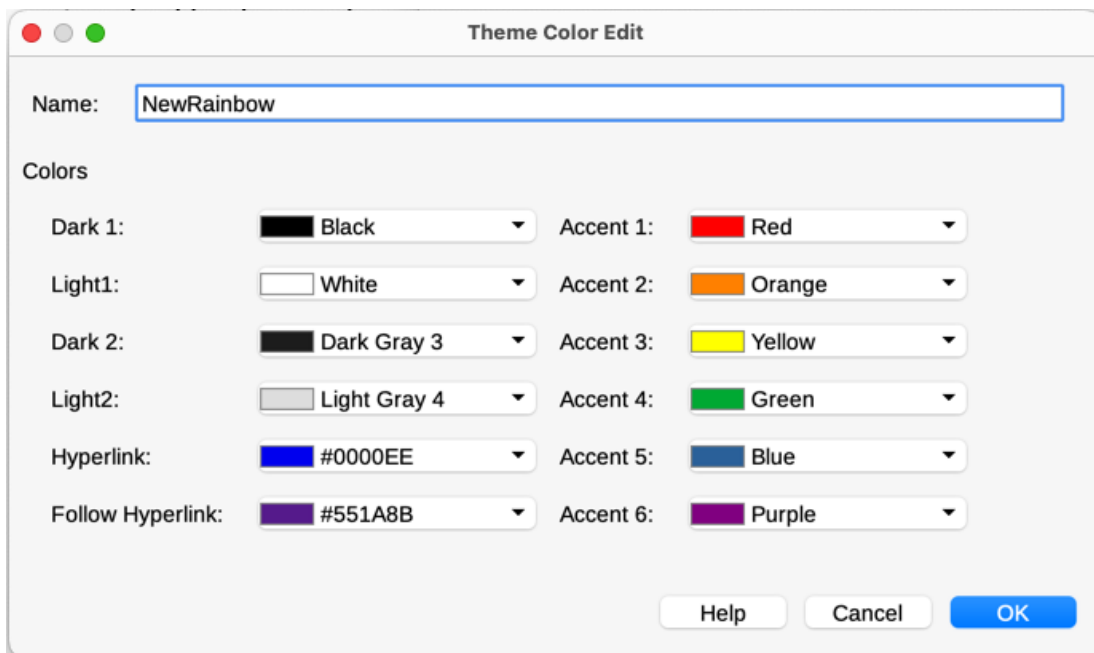 Theme Color Edit
Name: NewRainbow
Colors
Dark 1: Black Accent 1: Red
Light1: White Accent 2: Orange
Dark 2: Dark Gray 3 Accent 3: Yellow
Light2: Light Gray 4 Accent 4: Green
Hyperlink: #0000EE Accent 5: Blue
Follow Hyperlink: #551A8B Accent 6: Purple
Help Cancel OK